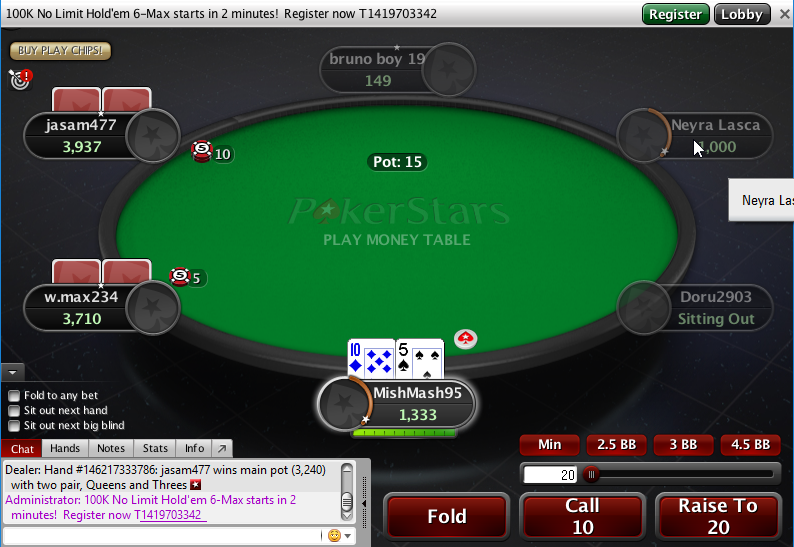 100K No Limit Hold'em 6-Max starts in 2 minutes! Register now T1419703342
Register
Lobby
BUY PLAY CHIPS!
bruno boy 19
149
jasam477
3,937
Neyra Lasca
1,000
10
Pot: 15
PokerStars
PLAY MONEY TABLE
Neyra Las
w.max234
3,710
5
Doru2903
Sitting Out
10
5
MishMash95
1,333
Fold to any bet
Sit out next hand
Sit out next big blind
Min
2.5 BB
3 BB
4.5 BB
Chat
Hands
Notes
Stats
Info
Dealer: Hand #146217333786: jasam477 wins main pot (3,240)
with two pair, Queens and Threes
Administrator: 100K No Limit Hold'em 6-Max starts in 2
minutes! Register now T1419703342
20
Fold
Call
10
Raise To
20